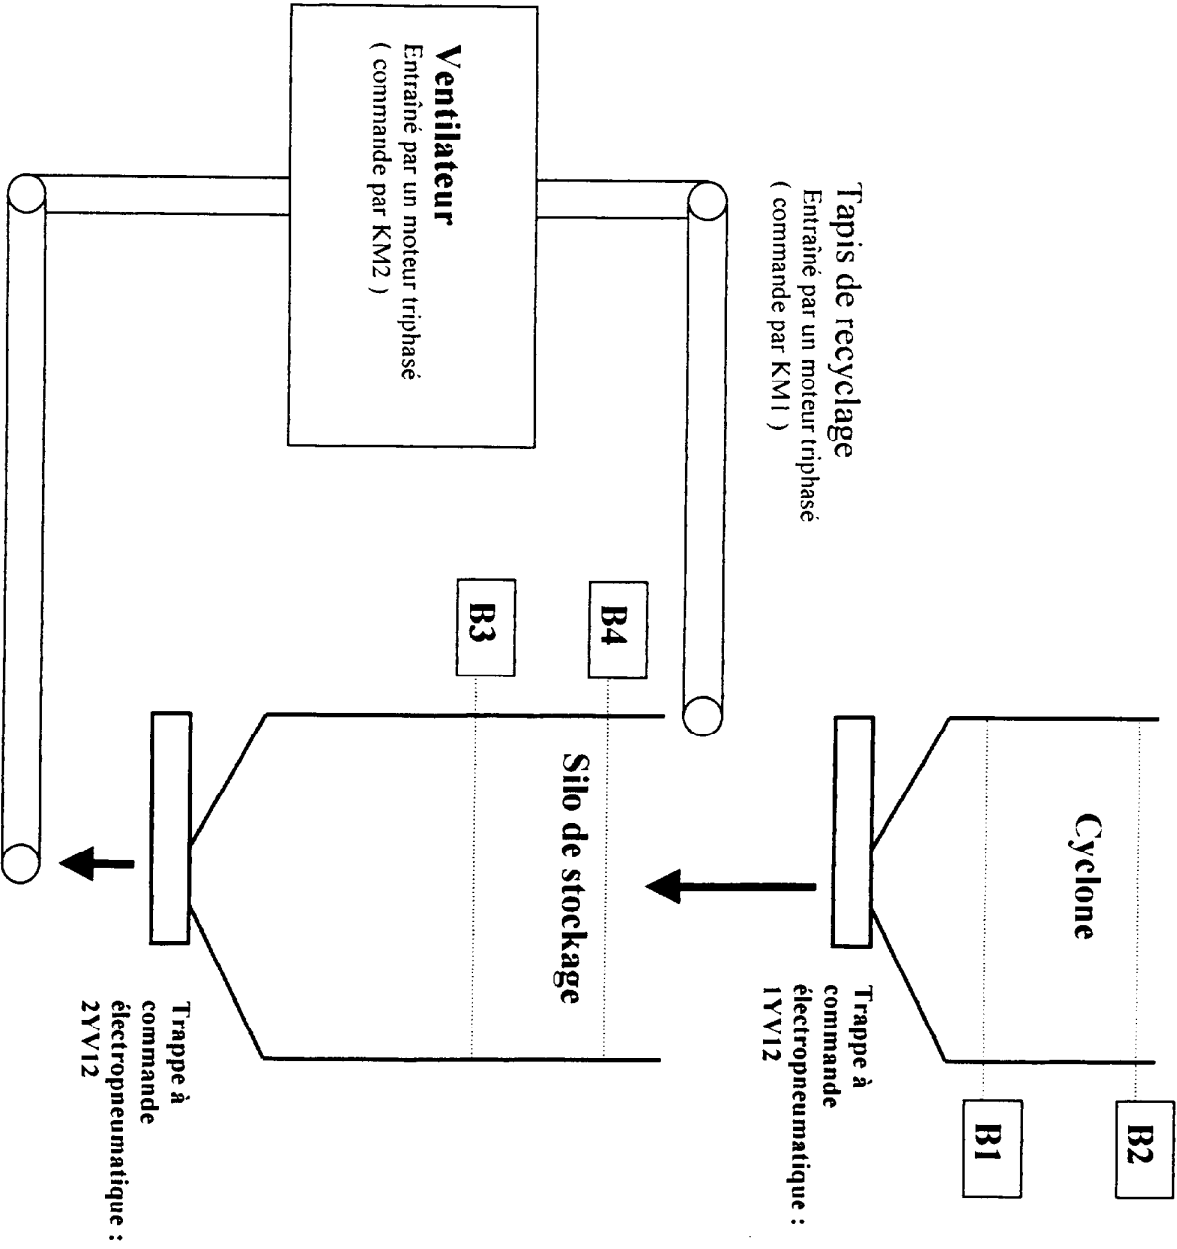 Cyclone
B2
B1
Trappe à
commande
électropneumatique :
1YV12
Tapis de recyclage
Entraîné par un moteur triphasé
( commande par KM1 )
B4
Silo de stockage
B3
Ventilateur
Entraîné par un moteur triphasé
( commande par KM2 )
Trappe à
commande
électropneumatique :
2YV12